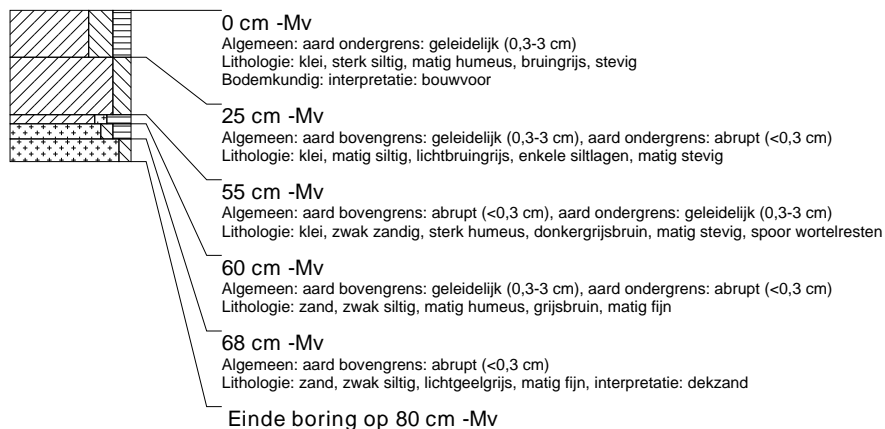 0 cm -Mv
Algemeen: aard ondergrens: geleidelijk (0,3-3 cm)
Lithologie: klei, sterk siltig, matig humeus, bruingrijs, stevig
Bodemkundig: interpretatie: bouwvoor
25 cm -Mv
Algemeen: aard bovengrens: geleidelijk (0,3-3 cm), aard ondergrens: abrupt (<0,3 cm)
Lithologie: klei, matig siltig, lichtbruingrijs, enkele siltlagen, matig stevig
55 cm -Mv
Algemeen: aard bovengrens: abrupt (<0,3 cm), aard ondergrens: geleidelijk (0,3-3 cm)
Lithologie: klei, zwak zandig, sterk humeus, donkergrijsbruin, matig stevig, spoor wortelresten
60 cm -Mv
Algemeen: aard bovengrens: geleidelijk (0,3-3 cm), aard ondergrens: abrupt (<0,3 cm)
Lithologie: zand, zwak siltig, matig humeus, grijsbruin, matig fijn
68 cm -Mv
Algemeen: aard bovengrens: abrupt (<0,3 cm)
Lithologie: zand, zwak siltig, lichtgeelgrijs, matig fijn, interpretatie: dekzand
Einde boring op 80 cm -Mv